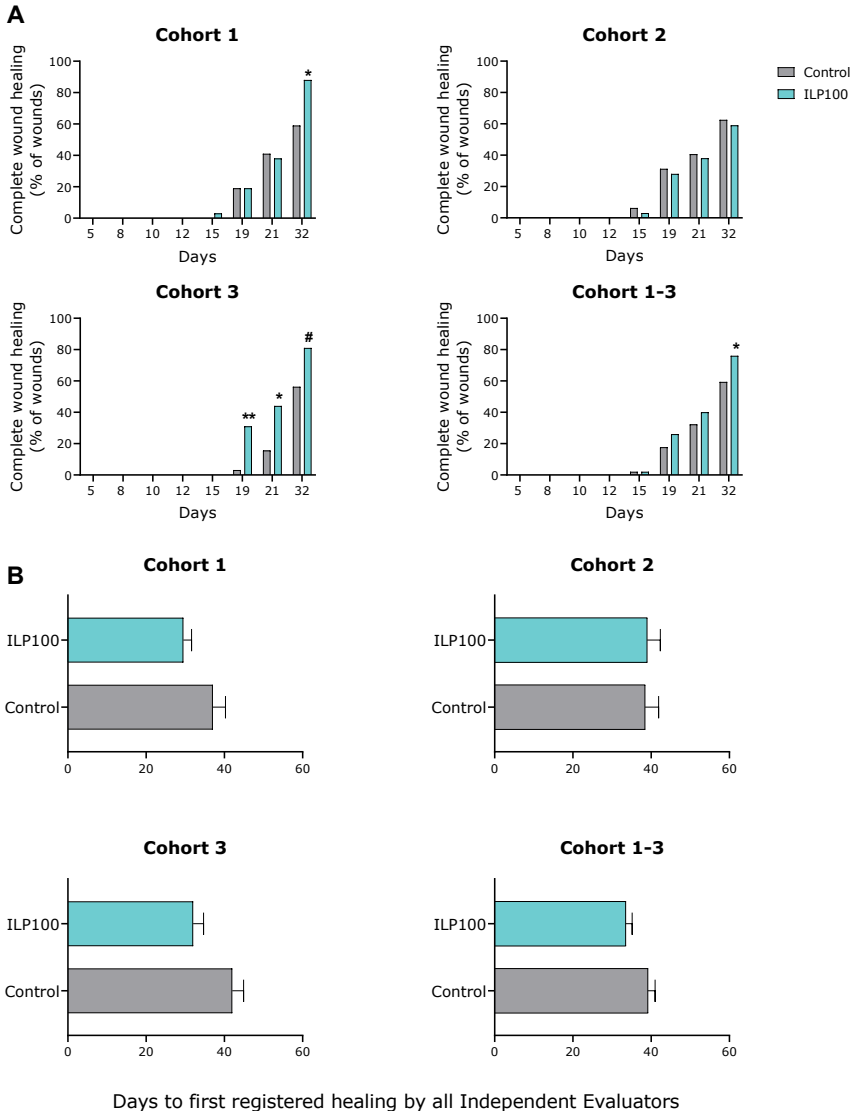 A
Cohort 1
Complete wound healing
(% of wounds)
100
80
60
40
20
0
*
5 8 10 12 15 19 21 32
Days
Cohort 2
Complete wound healing
(% of wounds)
100
80
60
40
20
0
5 8 10 12 15 19 21 32
Days
Control
ILP100
Cohort 3
Complete wound healing
(% of wounds)
100
80
60
40
20
0
** * #
5 8 10 12 15 19 21 32
Days
Cohort 1-3
Complete wound healing
(% of wounds)
100
80
60
40
20
0
*
5 8 10 12 15 19 21 32
Days
B
Cohort 1
ILP100
Control
0 20 40 60
Cohort 2
ILP100
Control
0 20 40 60
Cohort 3
ILP100
Control
0 20 40 60
Cohort 1-3
ILP100
Control
0 20 40 60
Days to first registered healing by all Independent Evaluators